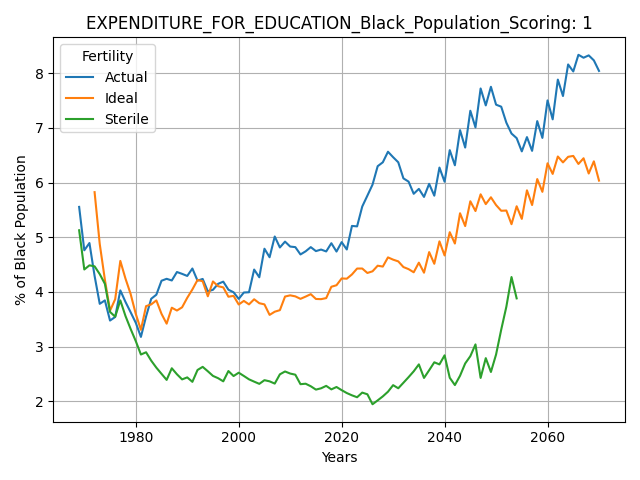 EXPENDITURE_FOR_EDUCATION_Black_Population_Scoring: 1
Fertility
Actual
Ideal
Sterile
% of Black Population
8
7
6
5
4
3
2
1980
2000
2020
2040
2060
Years